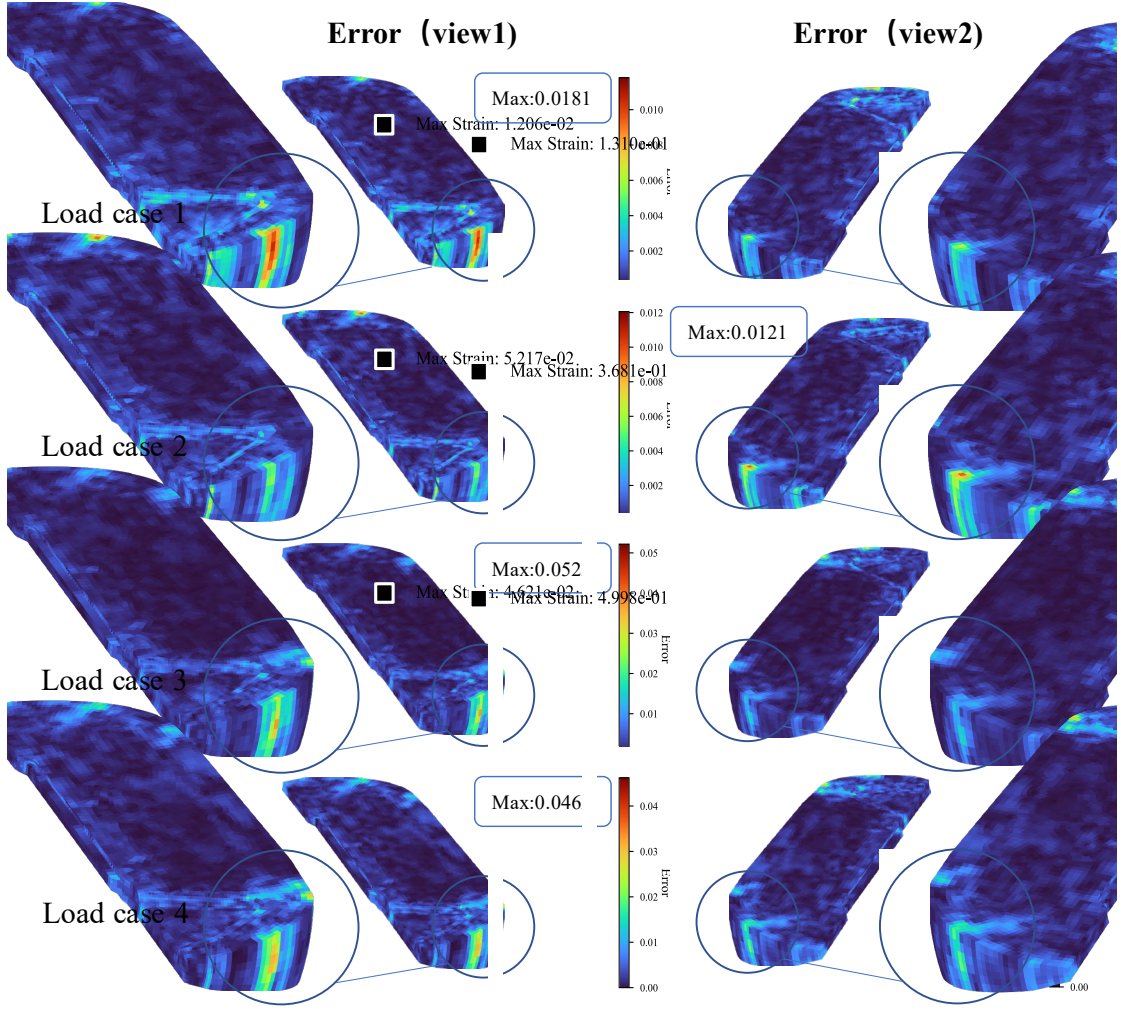 Error (view1)
Error (view2)
Max:0.0181
Max Strain: 1.206e-02
Max Strain: 1.310e-01
0.010
0.006
0.004
0.002
Load case 1
0.012
0.010
0.008
0.006
0.004
0.002
Max:0.0121
Max Strain: 5.217e-02
Max Strain: 3.681e-01
Load case 2
Max:0.052
Max Strain: 4.621e-02
Max Strain: 4.998e-01
0.05
0.03
0.02
0.01
Error
Load case 3
Max:0.046
0.04
0.03
0.02
0.01
0.00
Error
Load case 4
0.00